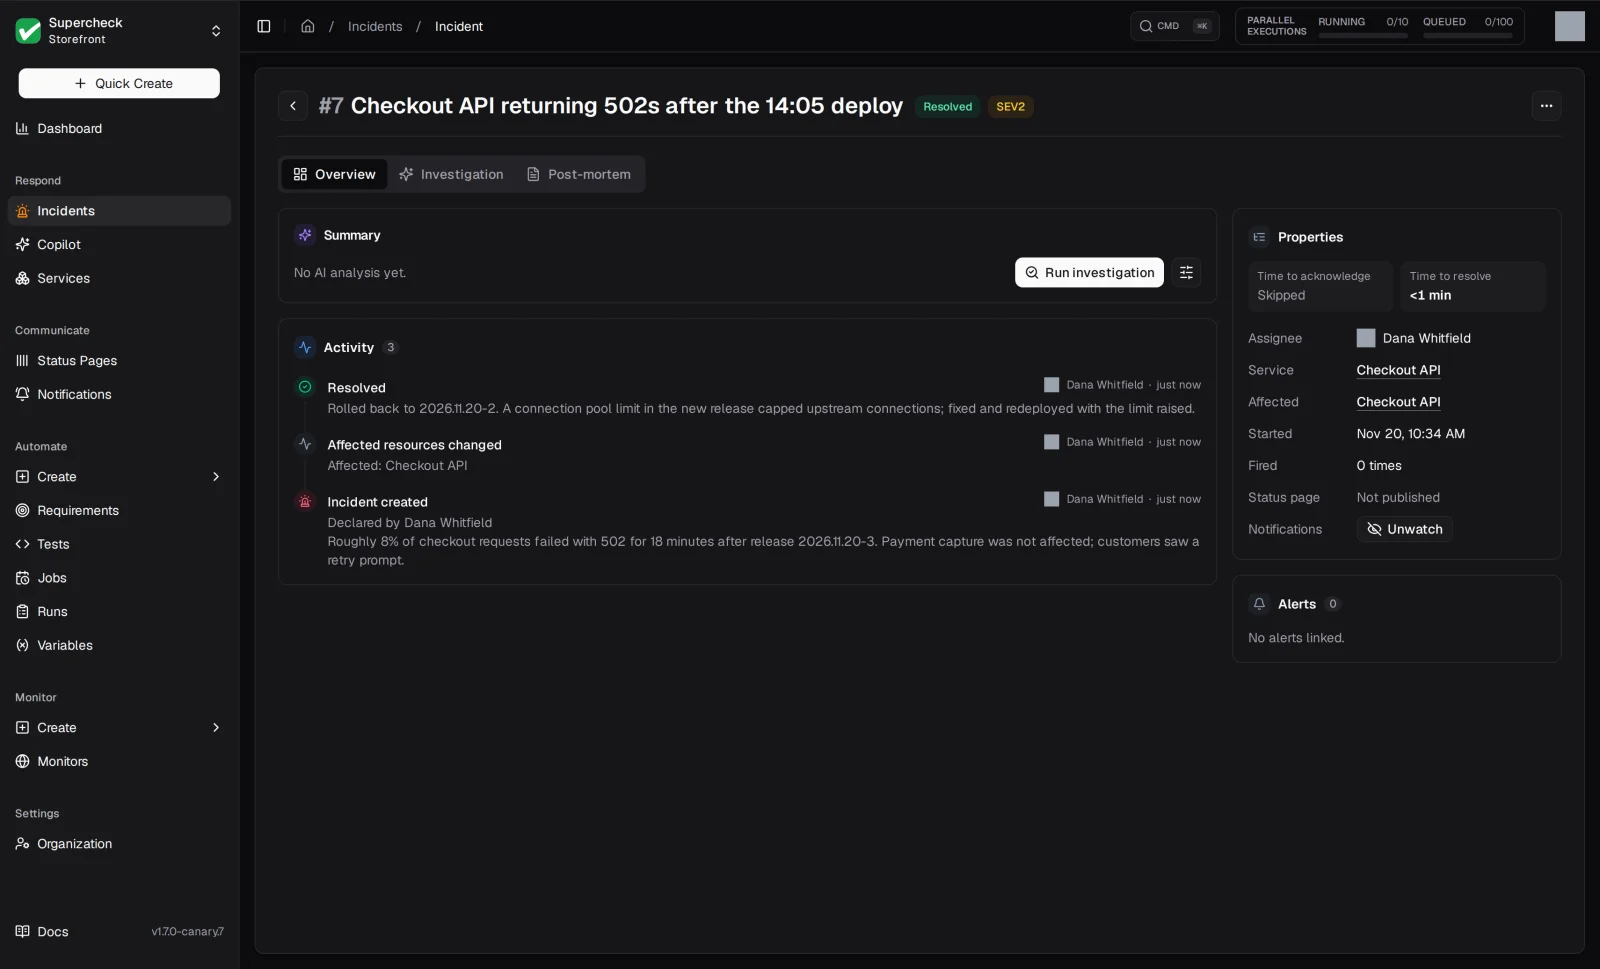 Supercheck
Storefront
Quick Create
Dashboard
Respond
Incidents
Copilot
Services
Communicate
Status Pages
Notifications
Automate
Create
Requirements
Tests
Jobs
Runs
Variables
Monitor
Create
Monitors
Settings
Organization
Docs
v1.7.0-canary.7
/ Incidents / Incident
CMD ⌘K
PARALLEL EXECUTIONS
RUNNING 0/10
QUEUED 0/100
#7 Checkout API returning 502s after the 14:05 deploy
Resolved
SEV2
Overview
Investigation
Post-mortem
Summary
No AI analysis yet.
Run investigation
Activity 3
Resolved
Dana Whitfield · just now
Rolled back to 2026.11.20-2. A connection pool limit in the new release capped upstream connections; fixed and redeployed with the limit raised.
Affected resources changed
Dana Whitfield · just now
Affected: Checkout API
Incident created
Dana Whitfield · just now
Declared by Dana Whitfield
Roughly 8% of checkout requests failed with 502 for 18 minutes after release 2026.11.20-3. Payment capture was not affected; customers saw a
retry prompt.
Properties
Time to acknowledge
Skipped
Time to resolve
<1 min
Assignee Dana Whitfield
Service Checkout API
Affected Checkout API
Started Nov 20, 10:34 AM
Fired 0 times
Status page Not published
Notifications Unwatch
Alerts 0
No alerts linked.